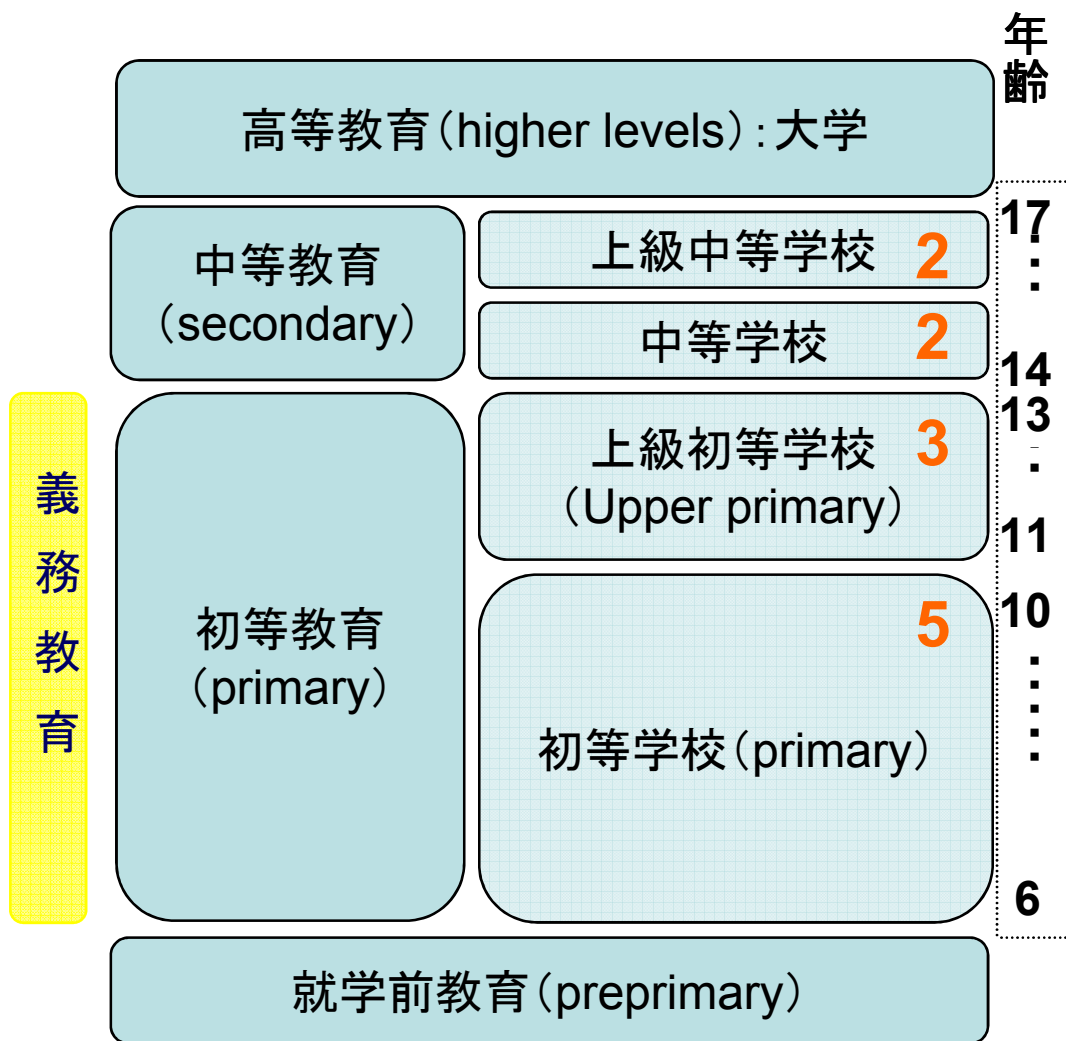 年齢
高等教育(higher levels):大学
中等教育
(secondary)
上級中等学校 2
中等学校 2
17
:
:
14
義務教育
初等教育
(primary)
上級初等学校 3
(Upper primary)
13
:
11
初等学校(primary) 5
10
:
:
:
6
就学前教育(preprimary)